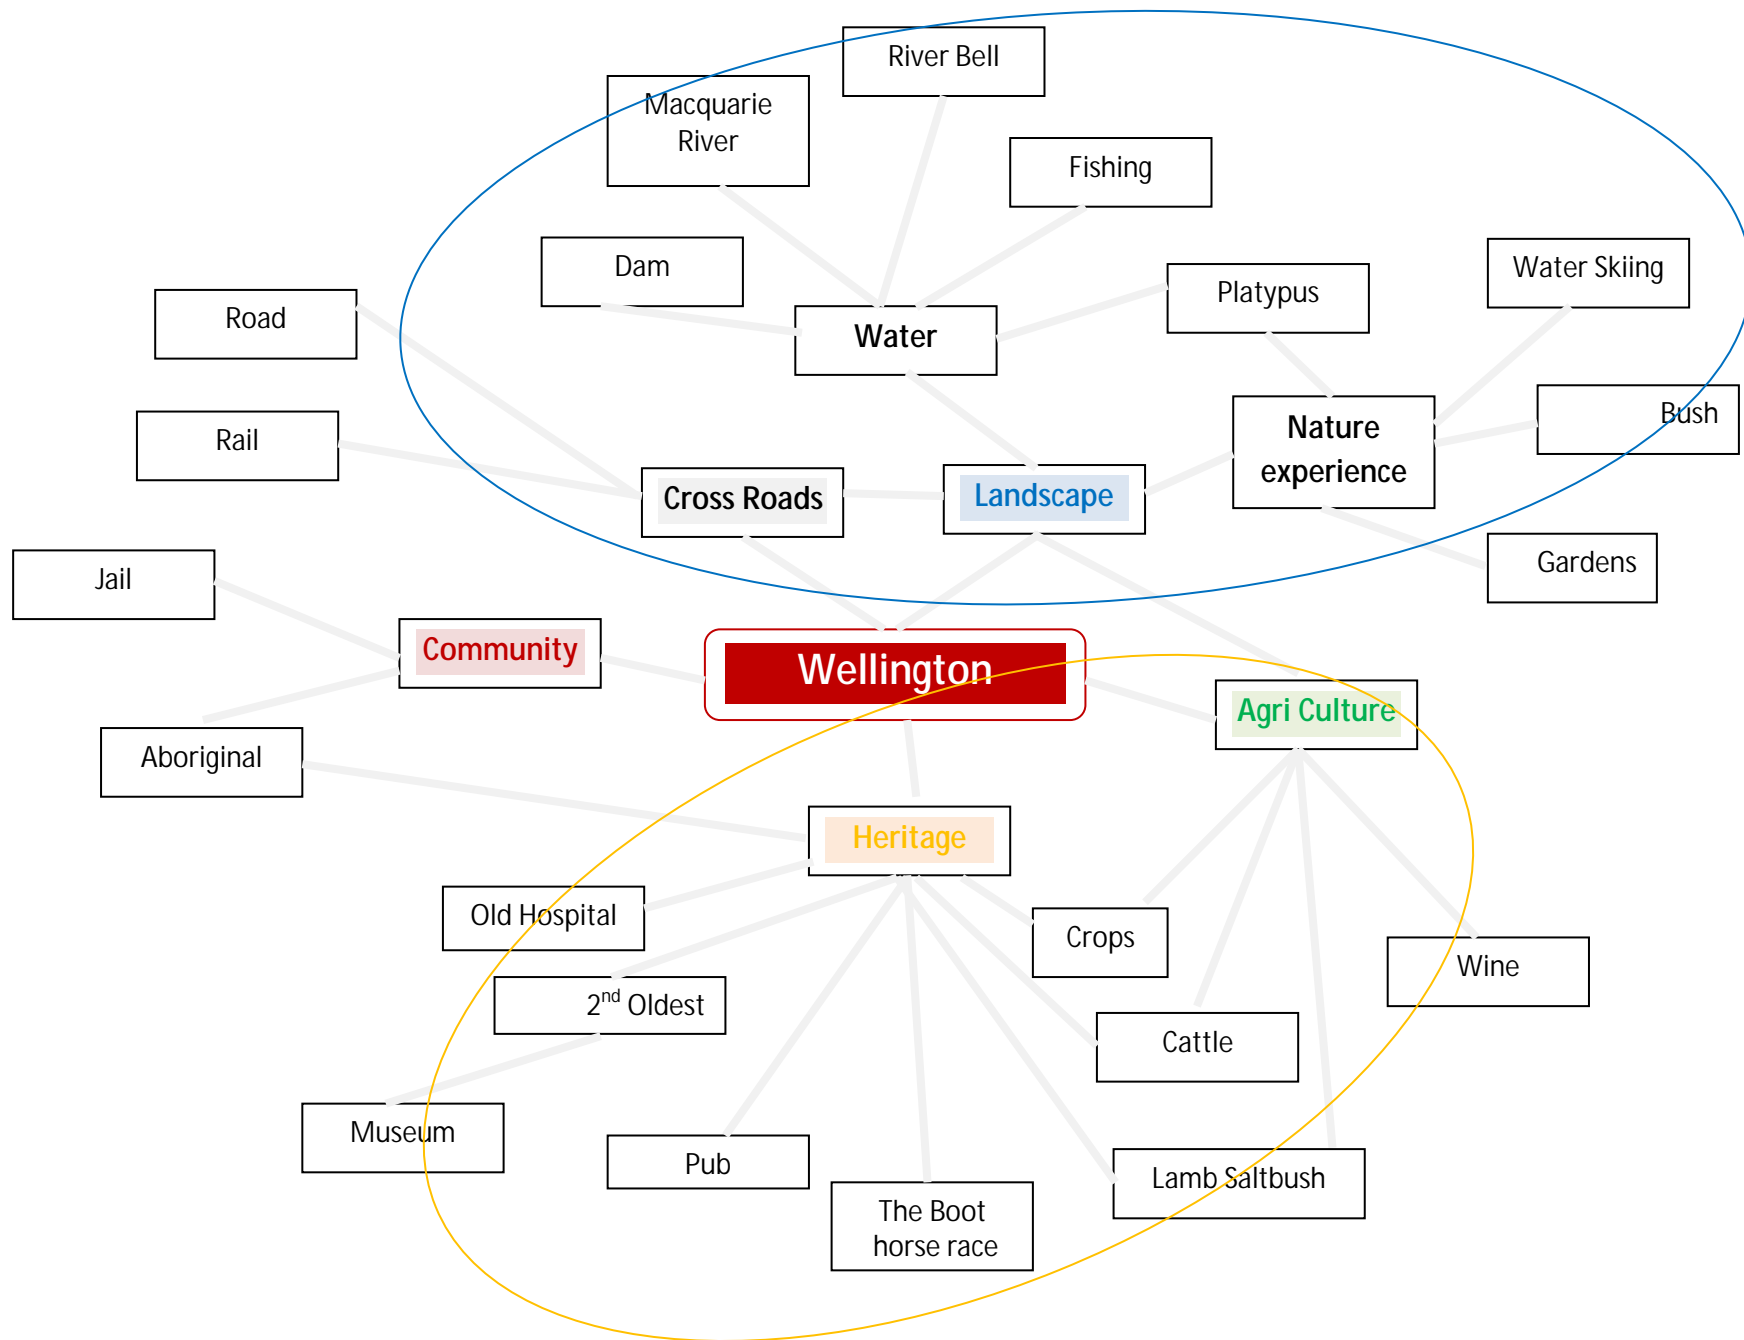 River Bell
Macquarie
River
Fishing
Dam
Water Skiing
Platypus
Road
Water
Bush
Rail
Nature
experience
Cross Roads
Landscape
Gardens
Jail
Community
Wellington
Agri Culture
Aboriginal
Heritage
Old Hospital
Crops
Wine
2nd Oldest
Cattle
Museum
Pub
Lamb Saltbush
The Boot
horse race